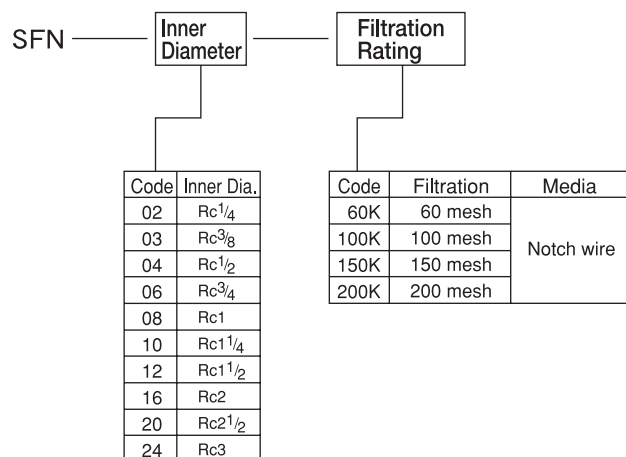 SFN
Inner
Diameter
Filtration
Rating
Code Inner Dia.
02 Rc1/4
03 Rc3/8
04 Rc1/2
06 Rc3/4
08 Rc1
10 Rc1 1/4
12 Rc1 1/2
16 Rc2
20 Rc2 1/2
24 Rc3
Code Filtration Media
60K 60 mesh
100K 100 mesh
150K 150 mesh
200K 200 mesh
Notch wire